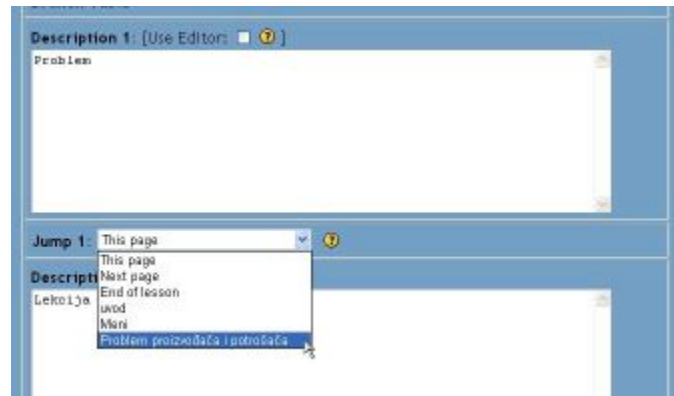 Description 1: [Use Editor: ?]
Problem
Jump 1: This page ?
This page
Next page
End of lesson
uvod
Meni
Problem proizvođača i potrošača
Descripti
Lekcija